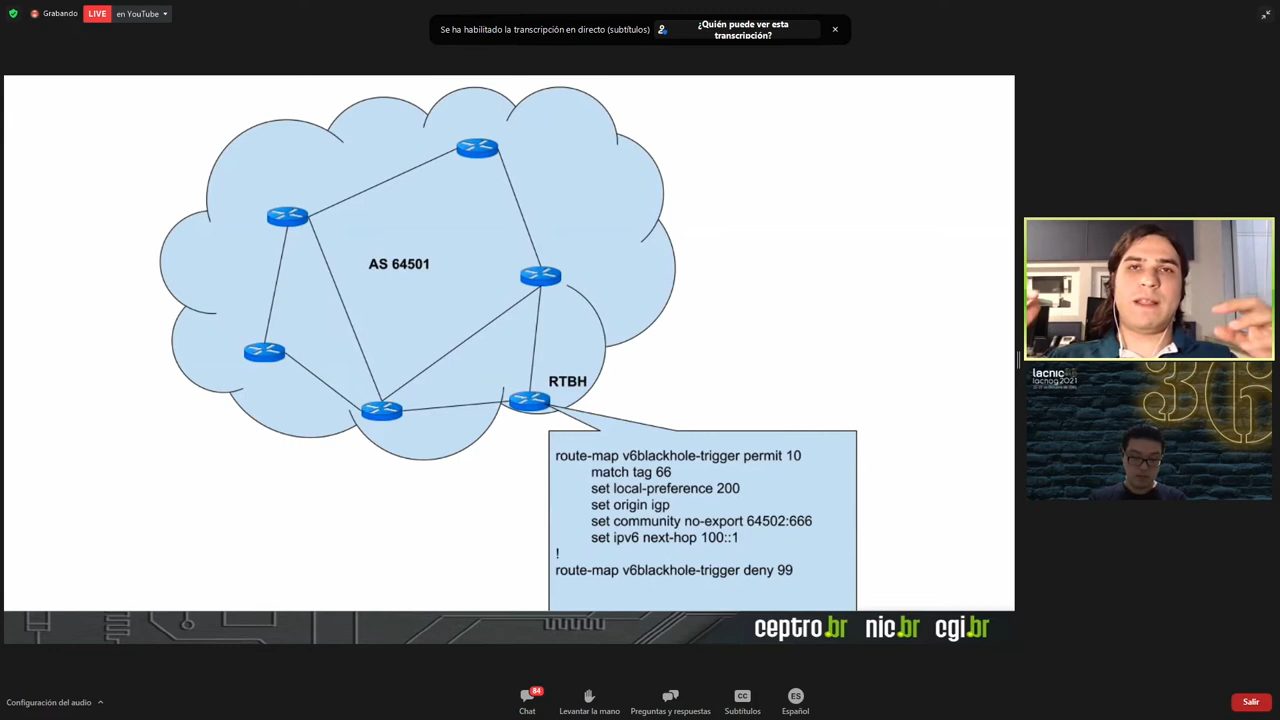 Grabando
LIVE
en YouTube
Se ha habilitado la transcripción en directo (subtítulos)
¿Quién puede ver esta
transcripción?
AS 64501
RTBH
route-map v6blackhole-trigger permit 10
match tag 66
set local-preference 200
set origin igp
set community no-export 64502:666
set ipv6 next-hop 100::1
!
route-map v6blackhole-trigger deny 99
lacnic 36
lacnog 2021
36
ceptro.br nic.br cgi.br
Configuración del audio
84
Chat
Levantar la mano
Preguntas y respuestas
CC
Subtítulos
ES
Español
Salir